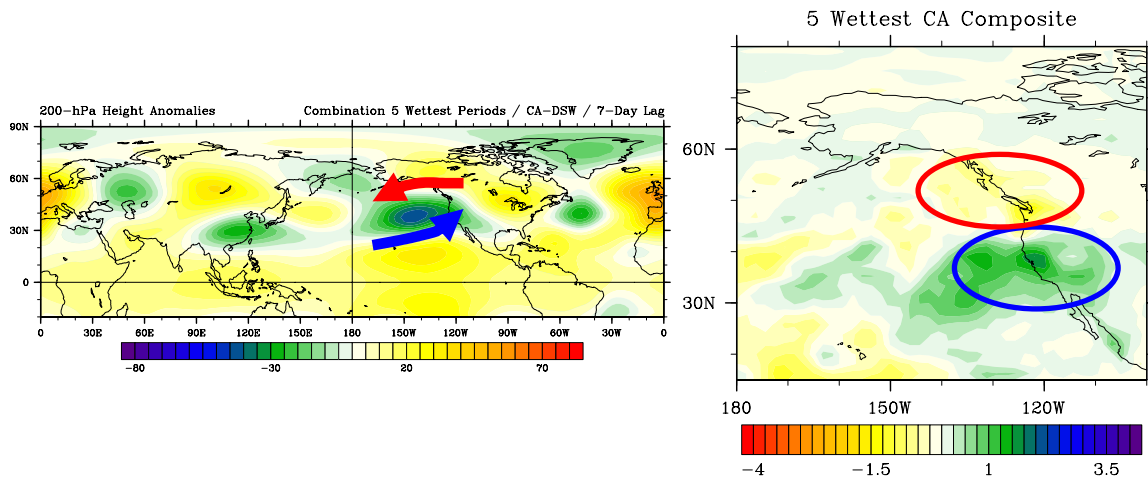 5 Wettest CA Composite
200-hPa Height Anomalies Combination 5 Wettest Periods / CA-DSW / 7-Day Lag
90N
60N
30N
0
0 30E 60E 90E 120E 150E 180 150W 120W 90W 60W 30W 0
-80 -30 20 70
60N
30N
180 150W 120W
-4 -1.5 1 3.5